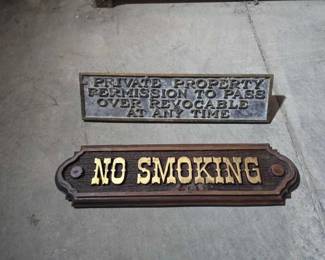 PRIVATE PROPERTY
PERMISSION TO PASS
OVER REVOCABLE
AT ANY TIME
NO SMOKING